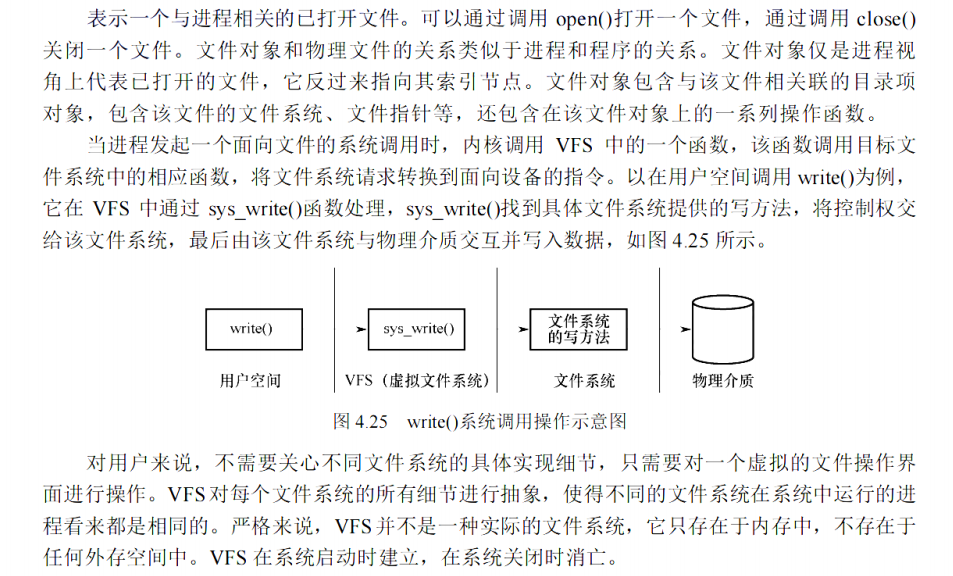 表示一个与进程相关的已打开文件。可以通过调用 open()打开一个文件，通过调用 close()
关闭一个文件。文件对象和物理文件的关系类似于进程和程序的关系。文件对象仅是进程视
角上代表已打开的文件，它反过来指向其索引节点。文件对象包含与该文件相关联的目录项
对象，包含该文件的文件系统、文件指针等，还包含在该文件对象上的一系列操作函数。
当进程发起一个面向文件的系统调用时，内核调用 VFS 中的一个函数，该函数调用目标文
件系统中的相应函数，将文件系统请求转换到面向设备的指令。以在用户空间调用 write()为例，
它在 VFS 中通过 sys_write()函数处理，sys_write()找到具体文件系统提供的写方法，将控制权交
给该文件系统，最后由该文件系统与物理介质交互并写入数据，如图 4.25 所示。
write()
sys_write()
文件系统
的写方法
用户空间
VFS（虚拟文件系统）
文件系统
物理介质
图 4.25 write()系统调用操作示意图
对用户来说，不需要关心不同文件系统的具体实现细节，只需要对一个虚拟的文件操作界
面进行操作。VFS 对每个文件系统的所有细节进行抽象，使得不同的文件系统在系统中运行的进
程看来都是相同的。严格来说，VFS 并不是一种实际的文件系统，它只存在于内存中，不存在于
任何外存空间中。VFS 在系统启动时建立，在系统关闭时消亡。